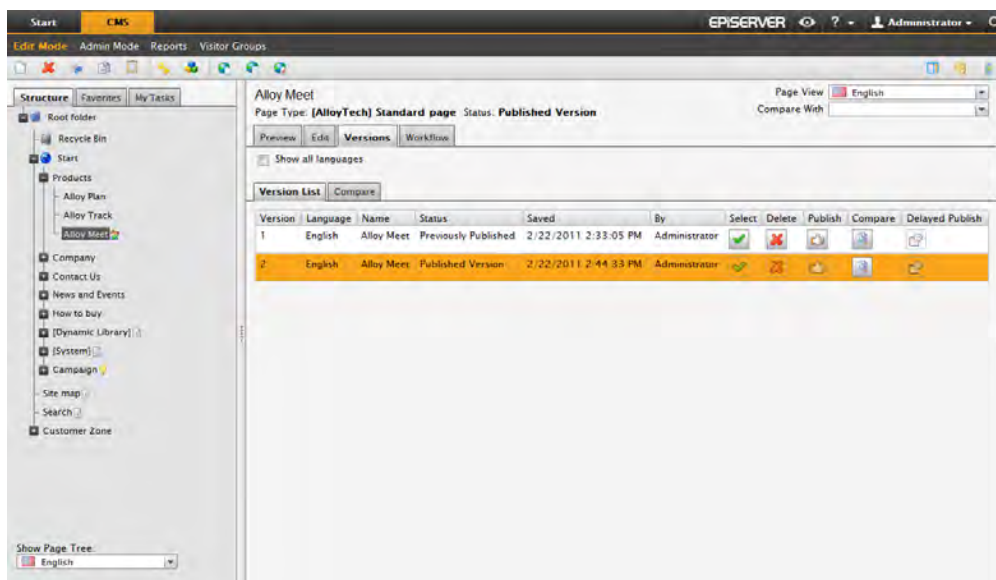 Start CMS EPISERVER ? Administrator
Edit Mode Admin Mode Reports Visitor Groups
Structure Favorites My Tasks
Root folder
Recycle Bin
Start
Products
Alloy Plan
Alloy Track
Alloy Meet
Company
Contact Us
News and Events
How to buy
[Dynamic Library]
[System]
Campaign
Site map
Search
Customer Zone
Show Page Tree:
English
Alloy Meet
Page Type: [AlloyTech] Standard page Status: Published Version
Page View English
Compare With
Preview Edit Versions Workflow
Show all languages
Version List Compare
Version Language Name Status Saved By Select Delete Publish Compare Delayed Publish
1 English Alloy Meet Previously Published 2/22/2011 2:33:05 PM Administrator
2 English Alloy Meet Published Version 2/22/2011 2:44:33 PM Administrator